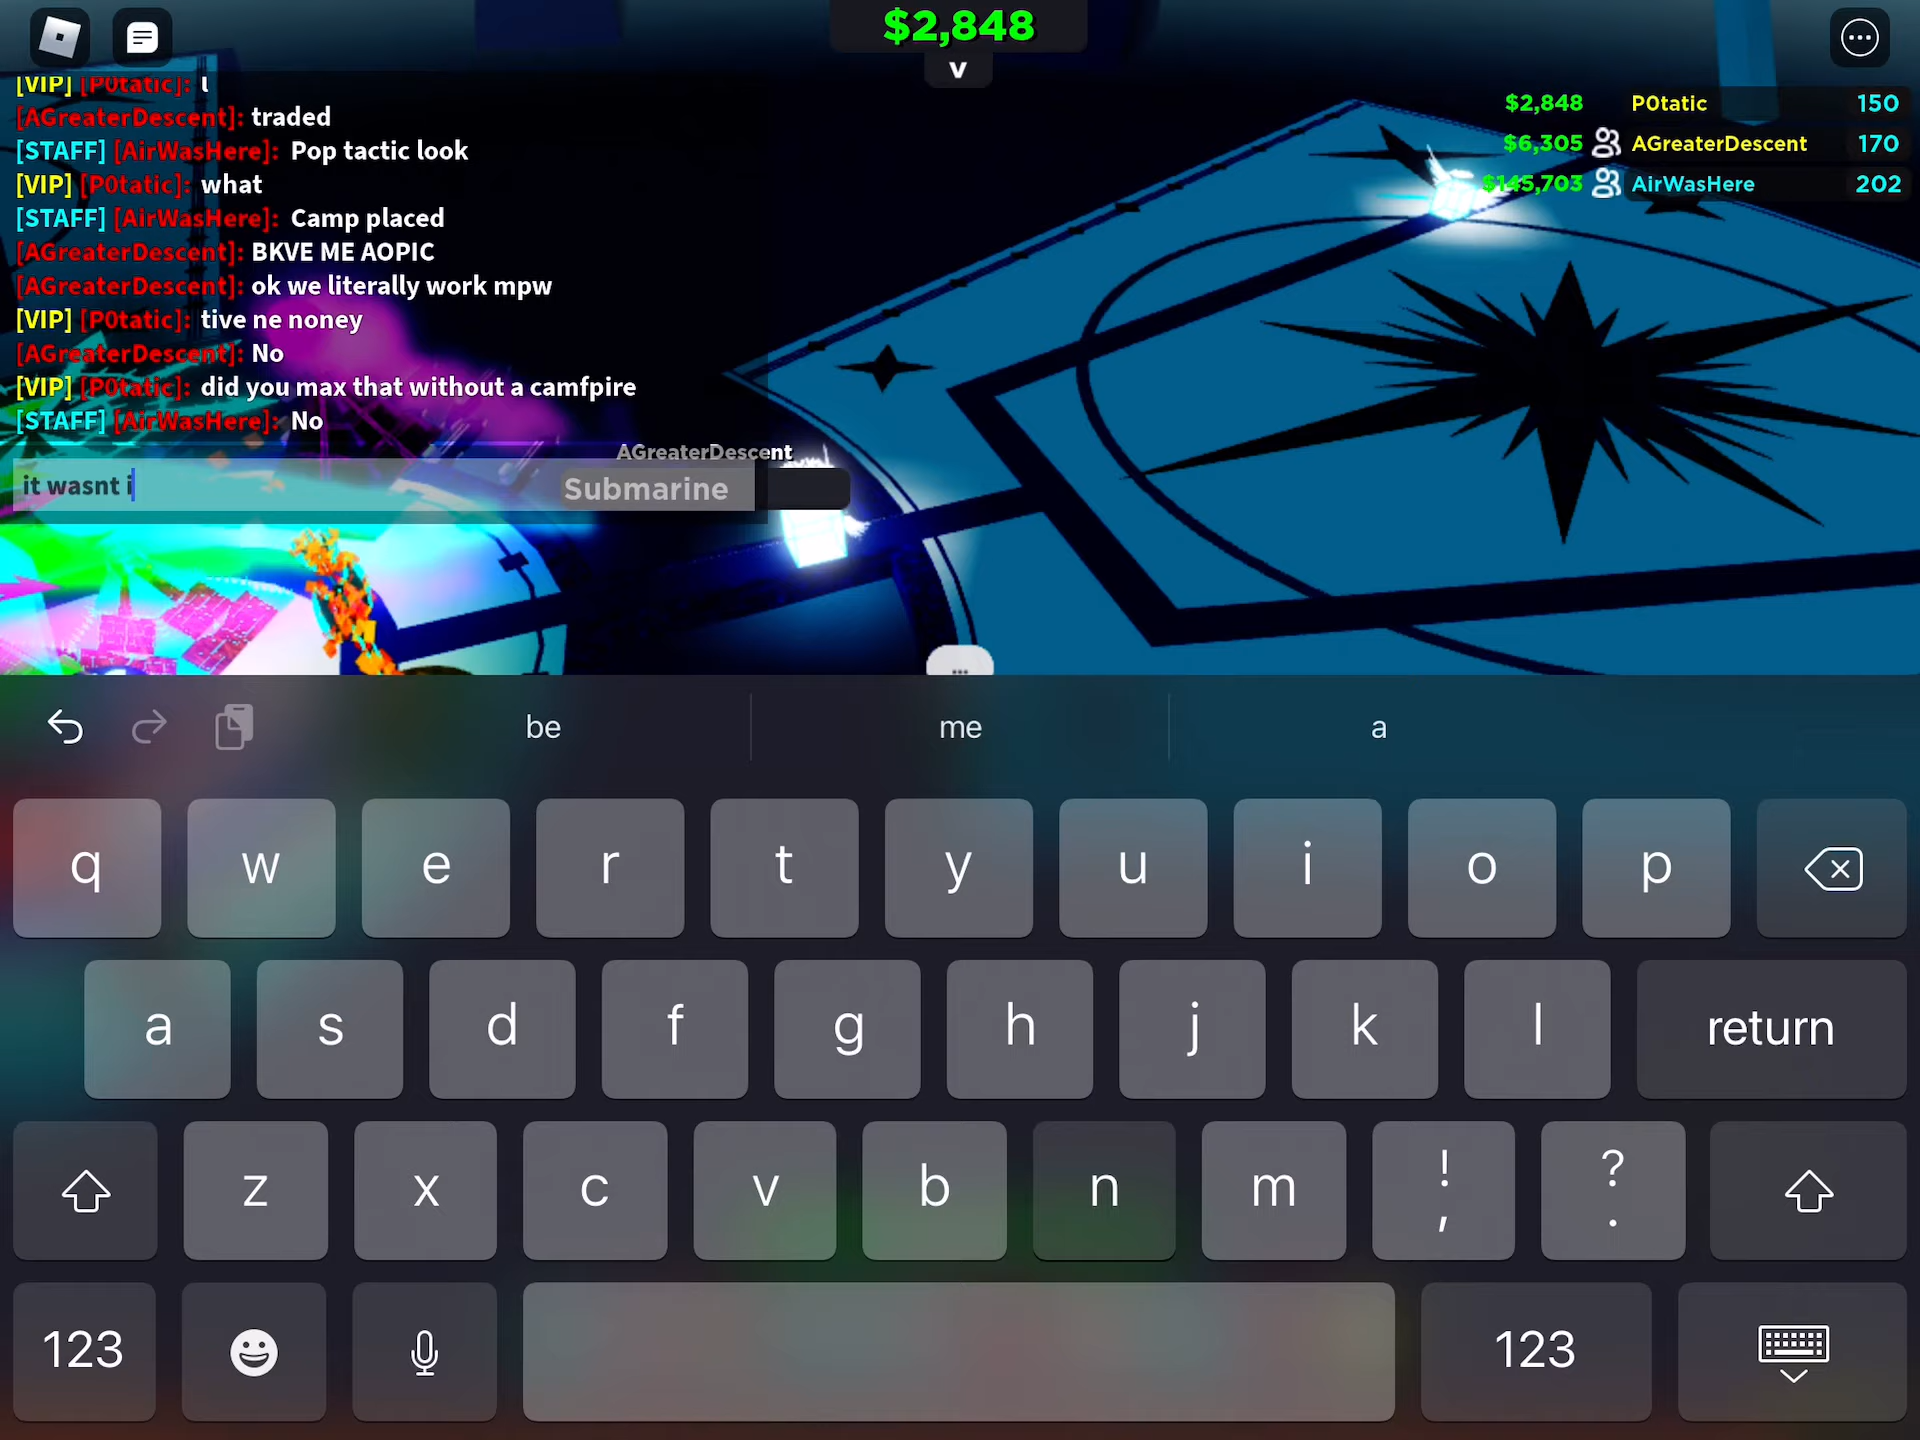 $2,848
v
[VIP] [P0tatic]: l
[AGreaterDescent]: traded
[STAFF] [AirWasHere]: Pop tactic look
[VIP] [P0tatic]: what
[STAFF] [AirWasHere]: Camp placed
[AGreaterDescent]: BKVE ME AOPIC
[AGreaterDescent]: ok we literally work mpw
[VIP] [P0tatic]: tive ne noney
[AGreaterDescent]: No
[VIP] [P0tatic]: did you max that without a camfpire
[STAFF] [AirWasHere]: No
$2,848 P0tatic 150
$6,305 AGreaterDescent 170
$145,703 AirWasHere 202
AGreaterDescent
it wasnt i
Submarine
...
be me a
q w e r t y u i o p
a s d f g h j k l return
z x c v b n m ! , ? .
123 123